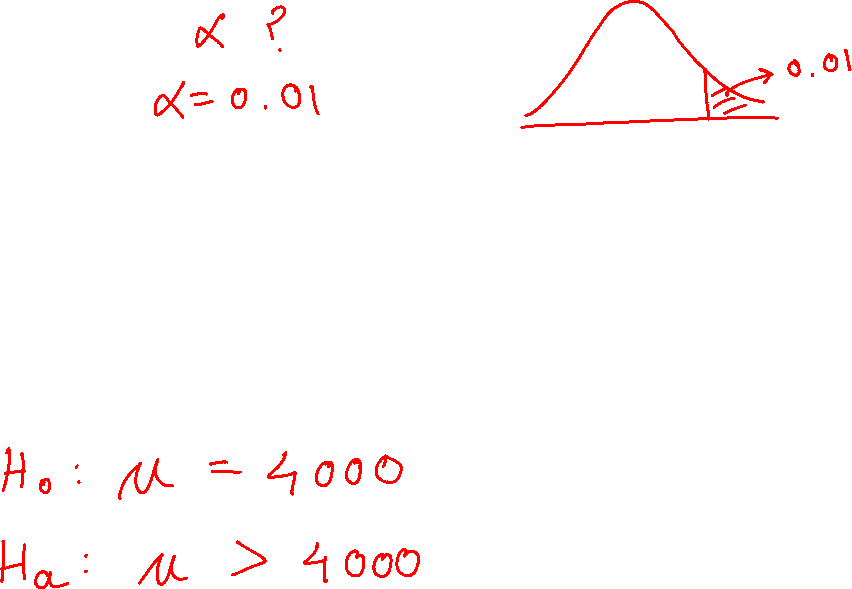 α ?
α = 0.01
0.01
H₀ : μ = 4000
Hₐ : μ > 4000